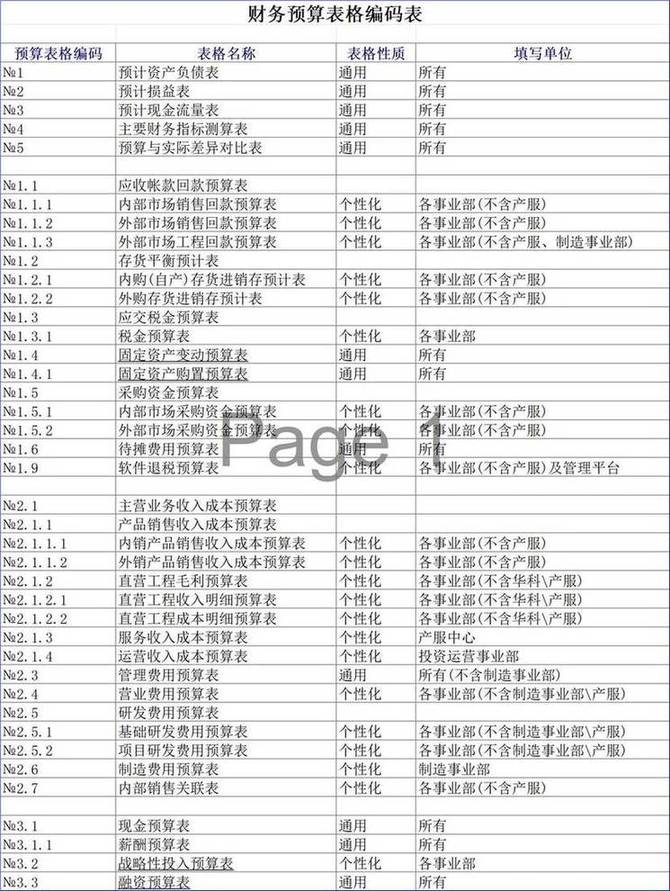 财务预算表格编码表
预算表格编码 表格名称 表格性质 填写单位
№1 预计资产负债表 通用 所有
№2 预计损益表 通用 所有
№3 预计现金流量表 通用 所有
№4 主要财务指标测算表 通用 所有
№5 预算与实际差异对比表 通用 所有
№1.1 应收帐款回款预算表
№1.1.1 内部市场销售回款预算表 个性化 各事业部(不含产服)
№1.1.2 外部市场销售回款预算表 个性化 各事业部(不含产服)
№1.1.3 外部市场工程回款预算表 个性化 各事业部(不含产服、制造事业部)
№1.2 存货平衡预计表
№1.2.1 内购(自产)存货进销存预计表 个性化 各事业部(不含产服)
№1.2.2 外购存货进销存预计表 个性化 各事业部(不含产服)
№1.3 应交税金预算表
№1.3.1 税金预算表 个性化 各事业部
№1.4 固定资产变动预算表 通用 所有
№1.4.1 固定资产购置预算表 通用 所有
№1.5 采购资金预算表
№1.5.1 内部市场采购资金预算表 个性化 各事业部(不含产服)
№1.5.2 外部市场采购资金预算表 个性化 各事业部(不含产服)
Page 1
№1.6 待摊费用预算表 通用 所有
№1.9 软件退税预算表 个性化 各事业部(不含产服)及管理平台
№2.1 主营业务收入成本预算表
№2.1.1 产品销售收入成本预算表
№2.1.1.1 内销产品销售收入成本预算表 个性化 各事业部(不含产服)
№2.1.1.2 外销产品销售收入成本预算表 个性化 各事业部(不含产服)
№2.1.2 直营工程毛利预算表 个性化 各事业部(不含华科\产服)
№2.1.2.1 直营工程收入明细预算表 个性化 各事业部(不含华科\产服)
№2.1.2.2 直营工程成本明细预算表 个性化 各事业部(不含华科\产服)
№2.1.3 服务收入成本预算表 个性化 产服中心
№2.1.4 运营收入成本预算表 个性化 投资运营事业部
№2.3 管理费用预算表 通用 所有(不含制造事业部)
№2.4 营业费用预算表 个性化 各事业部(不含制造事业部\产服)
№2.5 研发费用预算表
№2.5.1 基础研发费用预算表 个性化 各事业部(不含制造事业部\产服)
№2.5.2 项目研发费用预算表 个性化 各事业部(不含制造事业部\产服)
№2.6 制造费用预算表 个性化 制造事业部
№2.7 内部销售关联表 个性化 各事业部(不含产服)
№3.1 现金预算表 通用 所有
№3.1.1 薪酬预算表 通用 所有
№3.2 战略性投入预算表 个性化 各事业部
№3.3 融资预算表 通用 所有